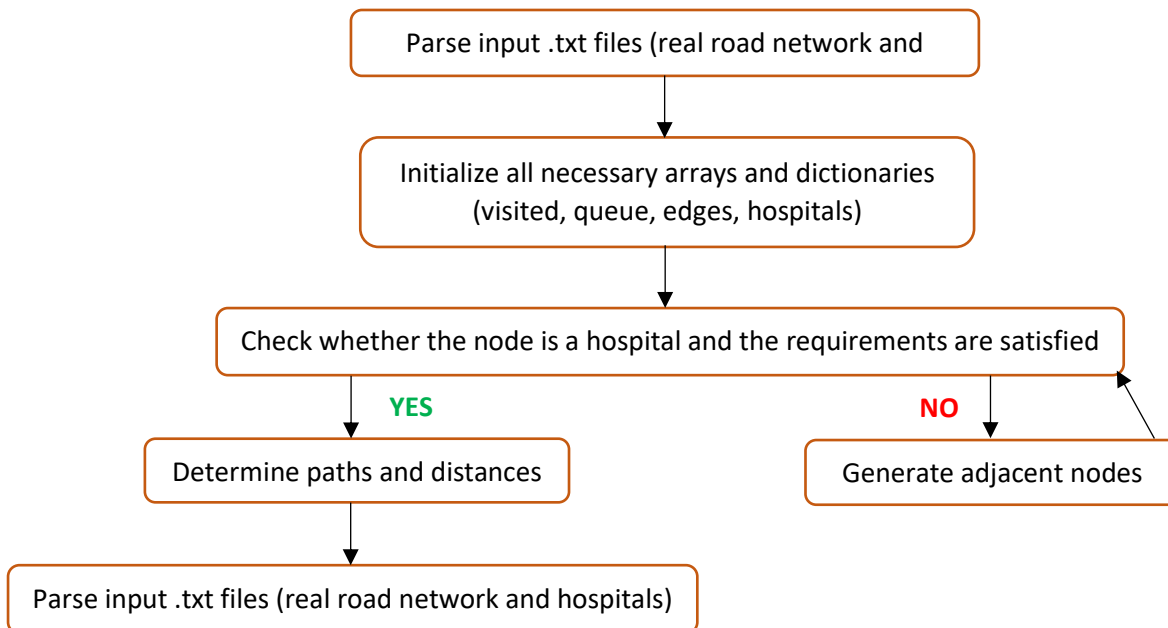 Parse input .txt files (real road network and
Initialize all necessary arrays and dictionaries
(visited, queue, edges, hospitals)
Check whether the node is a hospital and the requirements are satisfied
YES
NO
Determine paths and distances
Generate adjacent nodes
Parse input .txt files (real road network and hospitals)